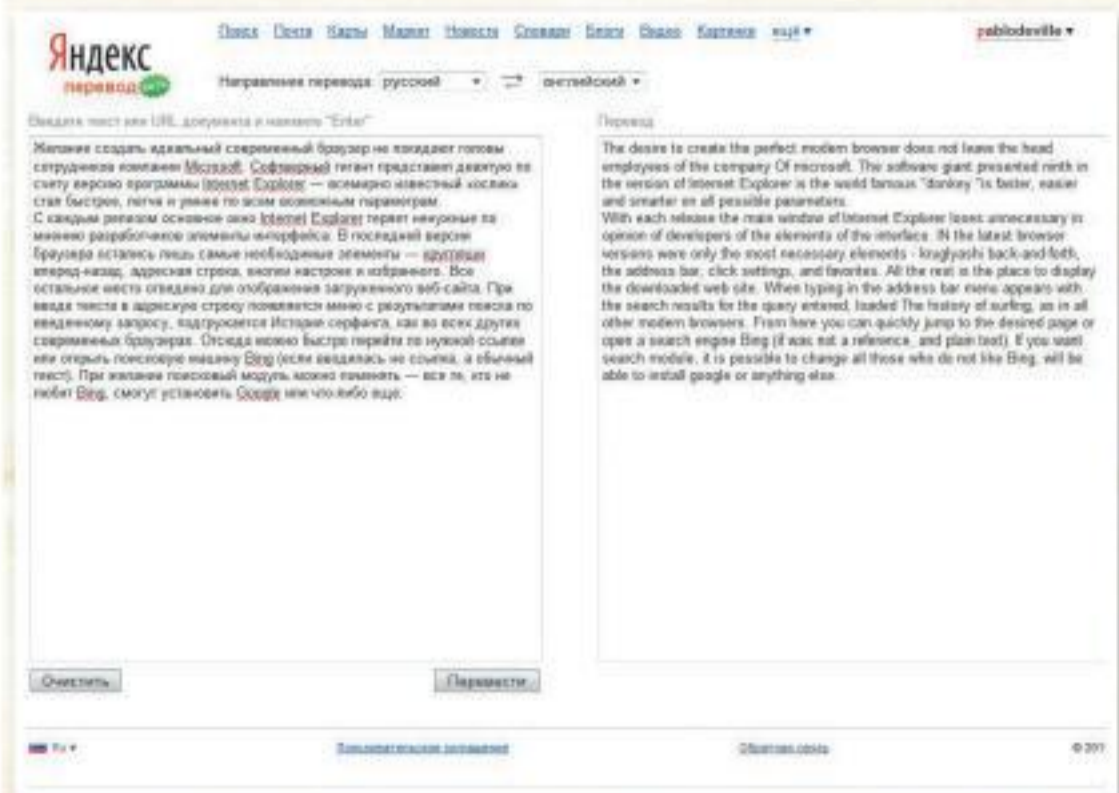 Яндекс
перевод бета
Поиск Почта Карты Маркет Новости Словари Блоги Видео Картинки ещё ▾
pablodeville ▾
Направление перевода: русский ▾ ⇄ английский ▾
Введите текст или URL документа и нажмите "Enter"
Желание создать идеальный современный браузер не покидает головы
сотрудников компании Microsoft. Софтверный гигант представил девятую по
счету версию программы Internet Explorer — всемирно известный «ослик»
стал быстрее, легче и умнее по всем возможным параметрам.
С каждым релизом основное окно Internet Explorer теряет ненужные по
мнению разработчиков элементы интерфейса. В последней версии
браузера остались лишь самые необходимые элементы — кругляши
вперед-назад, адресная строка, кнопки настроек и избранного. Все
остальное место отведено для отображения загруженного веб-сайта. При
вводе текста в адресную строку появляется меню с результатами поиска по
введенному запросу, подгружается История серфинга, как во всех других
современных браузерах. Отсюда можно быстро перейти по нужной ссылке
или открыть поисковую машину Bing (если вводилась не ссылка, а обычный
текст). При желании поисковый модуль можно поменять — все те, кто не
любит Bing, смогут установить Google или что-либо еще.
Очистить
Перевести
Перевод
The desire to create the perfect modern browser does not leave the head
employees of the company Of microsoft. The software giant presented ninth in
the version of Internet Explorer is the world famous "donkey "is faster, easier
and smarter on all possible parameters.
With each release the main window of Internet Explorer loses unnecessary in
opinion of developers of the elements of the interface. IN the latest browser
versions were only the most necessary elements - kruglyashi back-and-forth,
the address bar, click settings, and favorites. All the rest is the place to display
the downloaded web site. When typing in the address bar menu appears with
the search results for the query entered, loaded The history of surfing, as in all
other modern browsers. From here you can quickly jump to the desired page or
open a search engine Bing (if was not a reference, and plain text). If you want
search module, it is possible to change all those who do not like Bing, will be
able to install google or anything else.
Ru ▾
Пользовательское соглашение
Обратная связь
© 201